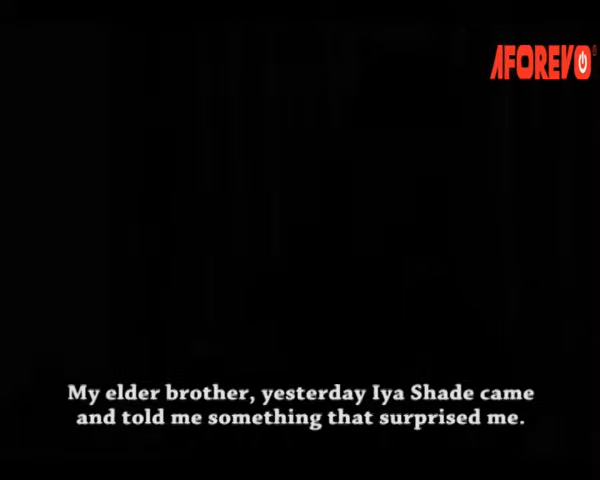 AFOREVO
My elder brother, yesterday Iya Shade came
and told me something that surprised me.